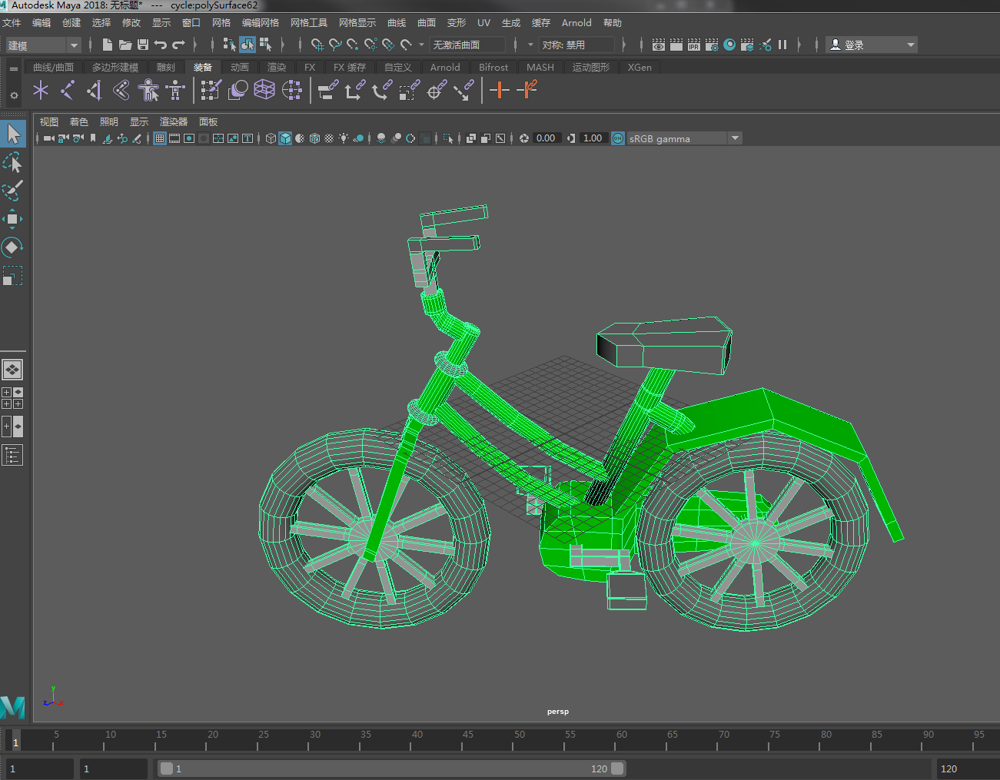 Autodesk Maya 2018: 无标题* --- cycle:polySurface62
文件 编辑 创建 选择 修改 显示 窗口 网格 编辑网格 网格工具 网格显示 曲线 曲面 变形 UV 生成 缓存 Arnold 帮助
建模 无激活曲面 对称: 禁用 IPR 登录
曲线/曲面 多边形建模 雕刻 装备 动画 渲染 FX FX 缓存 自定义 Arnold Bifrost MASH 运动图形 XGen
视图 着色 照明 显示 渲染器 面板
0.00 1.00 ON sRGB gamma
y
z
persp
5 10 15 20 25 30 35 40 45 50 55 60 65 70 75 80 85 90 95
1
1 1 1 120 120